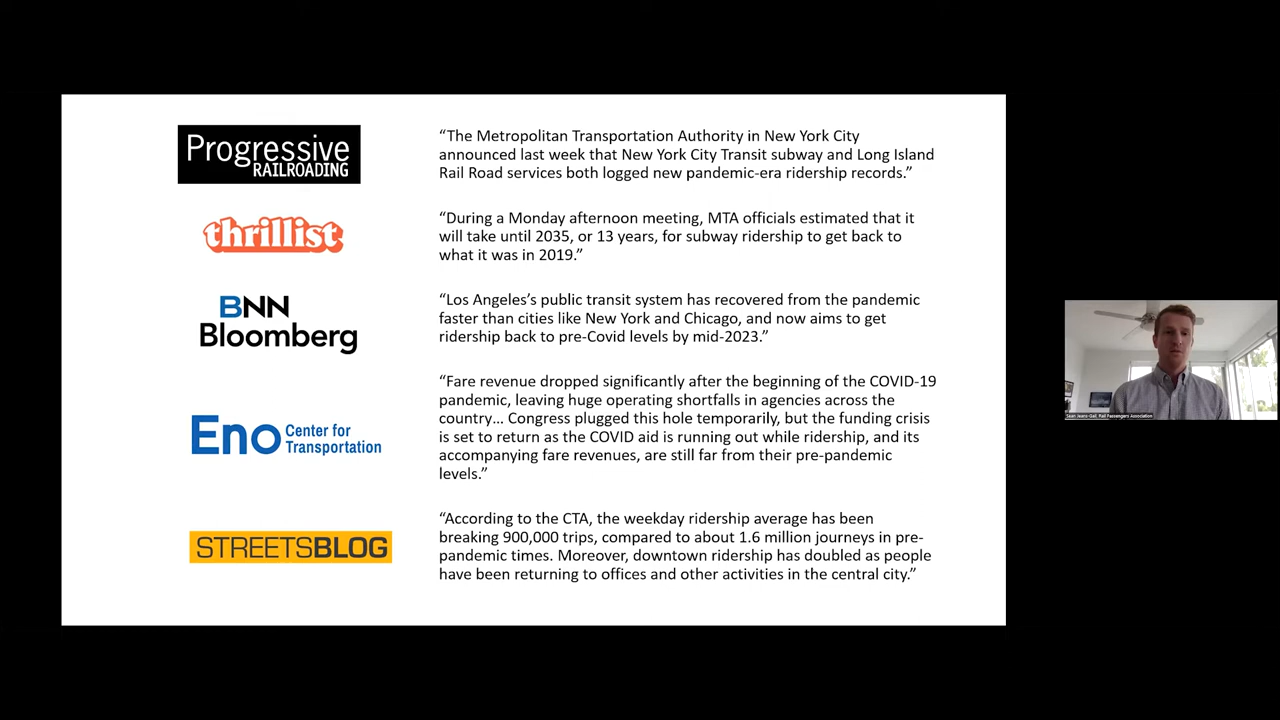 Progressive
RAILROADING
“The Metropolitan Transportation Authority in New York City
announced last week that New York City Transit subway and Long Island
Rail Road services both logged new pandemic-era ridership records.”
thrillist
“During a Monday afternoon meeting, MTA officials estimated that it
will take until 2035, or 13 years, for subway ridership to get back to
what it was in 2019.”
BNN
Bloomberg
“Los Angeles’s public transit system has recovered from the pandemic
faster than cities like New York and Chicago, and now aims to get
ridership back to pre-Covid levels by mid-2023.”
Eno Center for
Transportation
“Fare revenue dropped significantly after the beginning of the COVID-19
pandemic, leaving huge operating shortfalls in agencies across the
country… Congress plugged this hole temporarily, but the funding crisis
is set to return as the COVID aid is running out while ridership, and its
accompanying fare revenues, are still far from their pre-pandemic
levels.”
STREETSBLOG
“According to the CTA, the weekday ridership average has been
breaking 900,000 trips, compared to about 1.6 million journeys in pre-
pandemic times. Moreover, downtown ridership has doubled as people
have been returning to offices and other activities in the central city.”
Sean Jeans-Gail, Rail Passengers Association